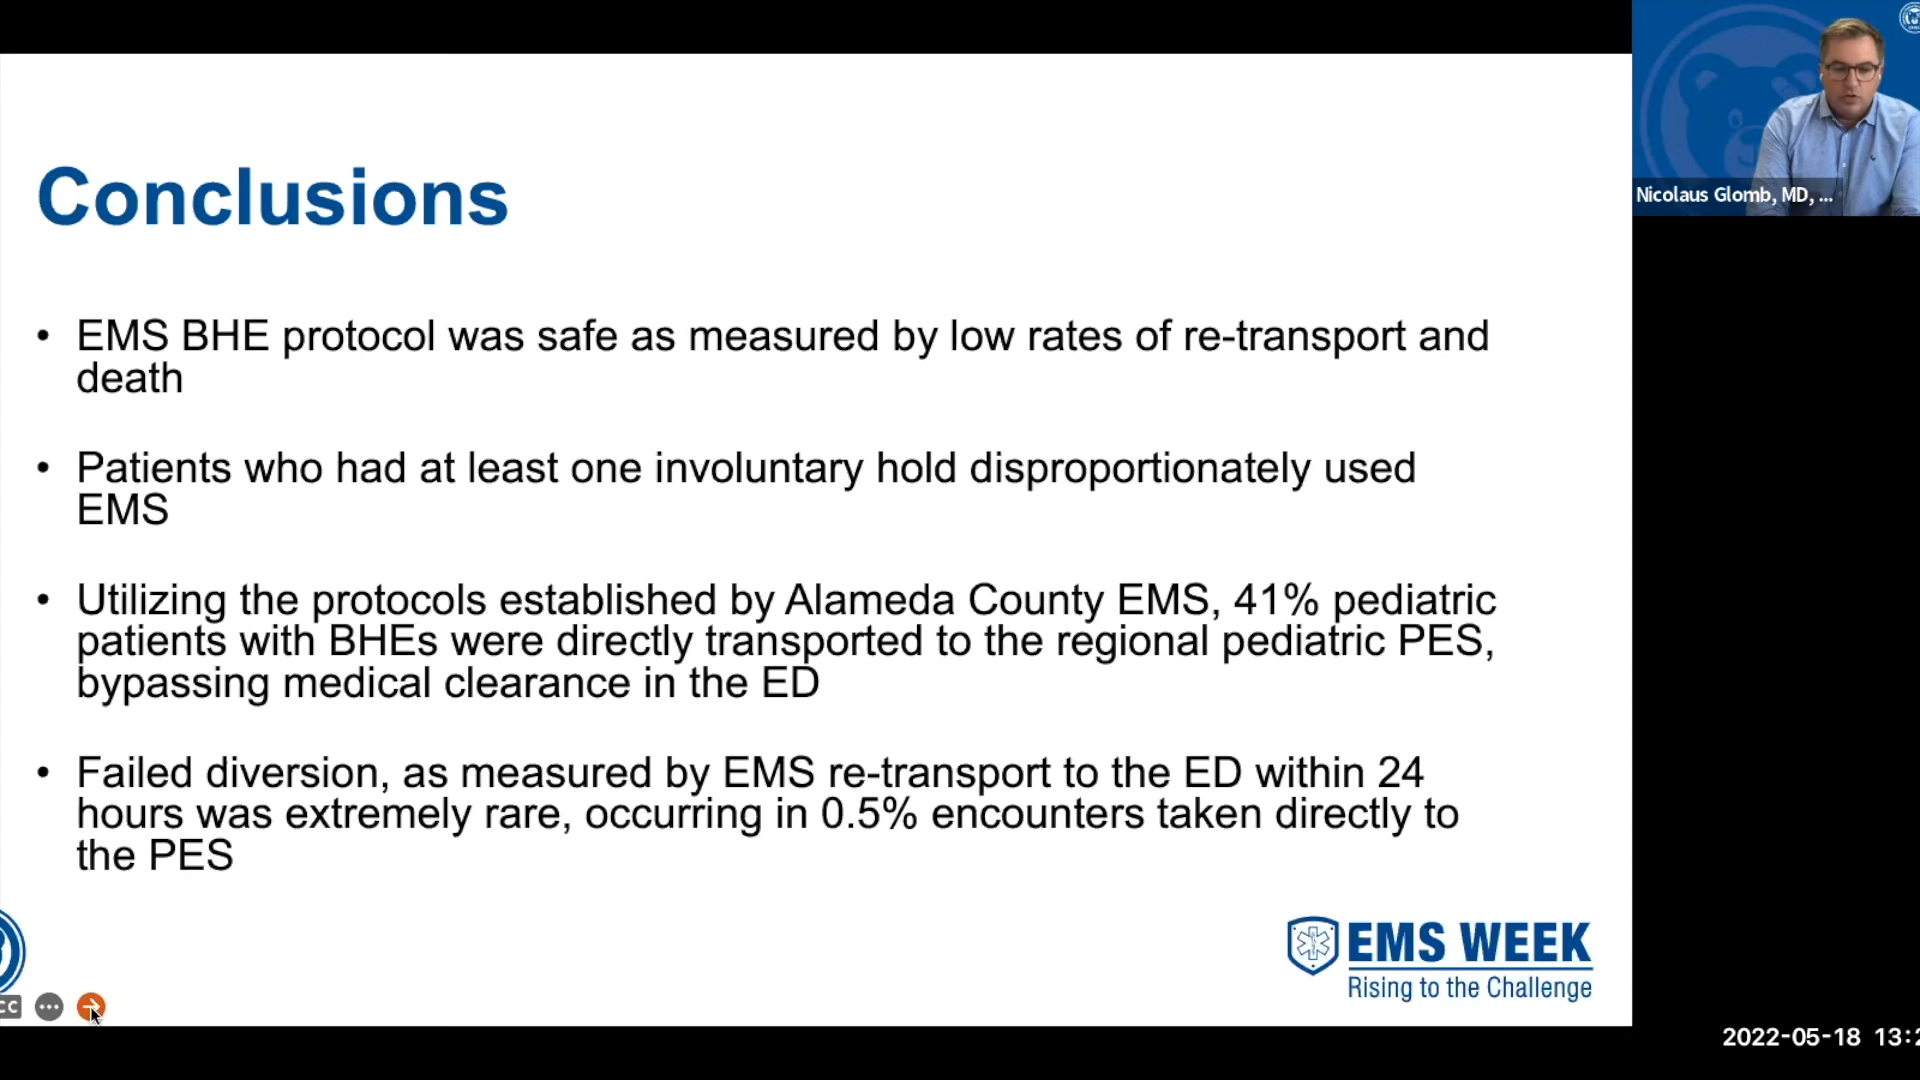 Conclusions
• EMS BHE protocol was safe as measured by low rates of re-transport and
death
• Patients who had at least one involuntary hold disproportionately used
EMS
• Utilizing the protocols established by Alameda County EMS, 41% pediatric
patients with BHEs were directly transported to the regional pediatric PES,
bypassing medical clearance in the ED
• Failed diversion, as measured by EMS re-transport to the ED within 24
hours was extremely rare, occurring in 0.5% encounters taken directly to
the PES
EMS WEEK
Rising to the Challenge
Nicolaus Glomb, MD, ...
CC
2022-05-18 13:2